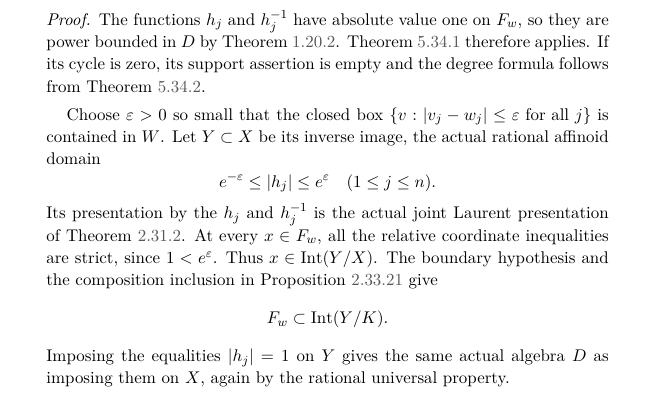 Proof. The functions h_j and h_j^{-1} have absolute value one on F_w, so they are
power bounded in D by Theorem 1.20.2. Theorem 5.34.1 therefore applies. If
its cycle is zero, its support assertion is empty and the degree formula follows
from Theorem 5.34.2.
Choose ε > 0 so small that the closed box {v : |v_j − w_j| ≤ ε for all j} is
contained in W. Let Y ⊂ X be its inverse image, the actual rational affinoid
domain
e^{−ε} ≤ |h_j| ≤ e^ε (1 ≤ j ≤ n).
Its presentation by the h_j and h_j^{-1} is the actual joint Laurent presentation
of Theorem 2.31.2. At every x ∈ F_w, all the relative coordinate inequalities
are strict, since 1 < e^ε. Thus x ∈ Int(Y/X). The boundary hypothesis and
the composition inclusion in Proposition 2.33.21 give
F_w ⊂ Int(Y/K).
Imposing the equalities |h_j| = 1 on Y gives the same actual algebra D as
imposing them on X, again by the rational universal property.